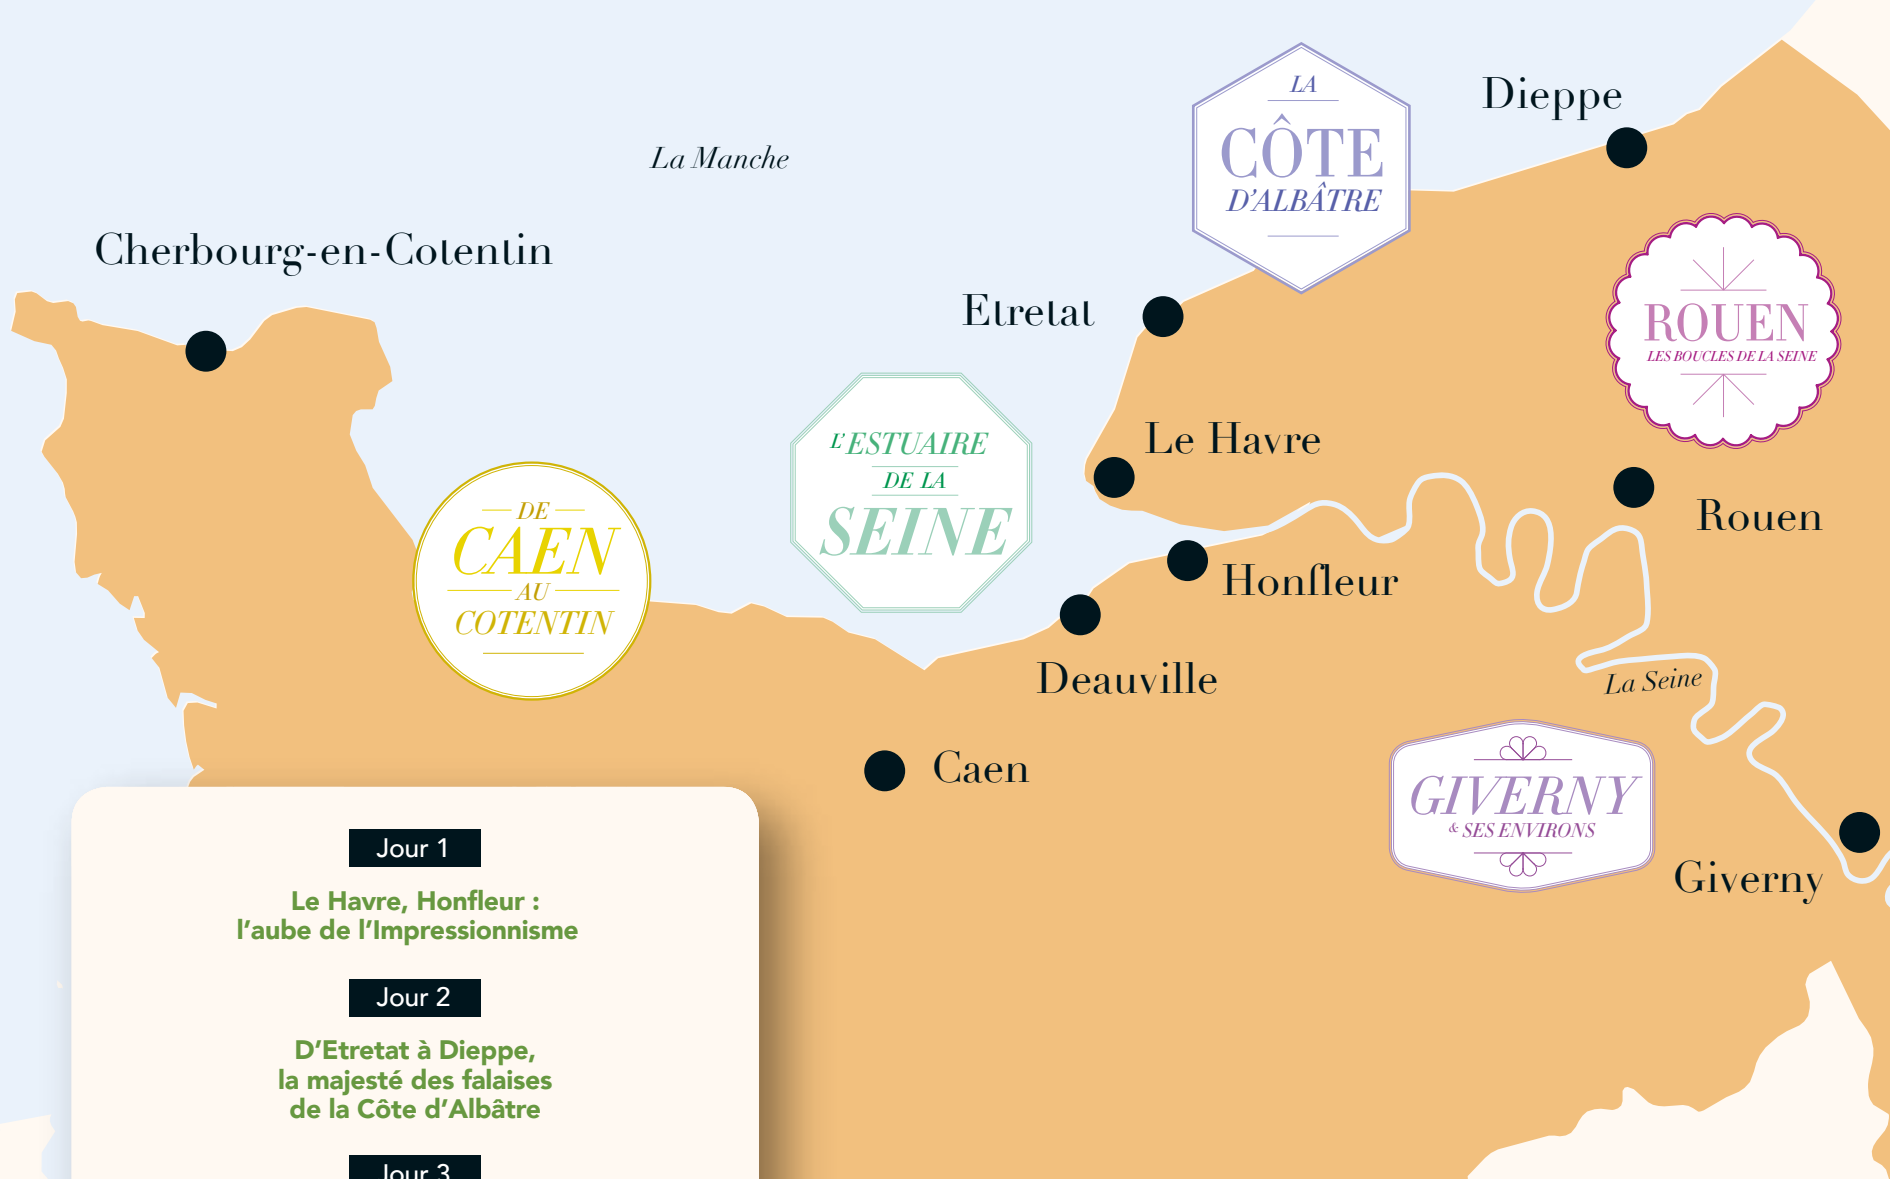 LA
CÔTE
D'ALBÂTRE
Dieppe
La Manche
Cherbourg-en-Cotentin
Etretat
ROUEN
LES BOUCLES DE LA SEINE
Le Havre
L'ESTUAIRE
DE LA
SEINE
Rouen
DE
CAEN
AU
COTENTIN
Honfleur
Deauville
La Seine
Caen
GIVERNY
& SES ENVIRONS
Giverny
Jour 1
Le Havre, Honfleur :
l'aube de l'Impressionnisme
Jour 2
D'Etretat à Dieppe,
la majesté des falaises
de la Côte d'Albâtre
Jour 3